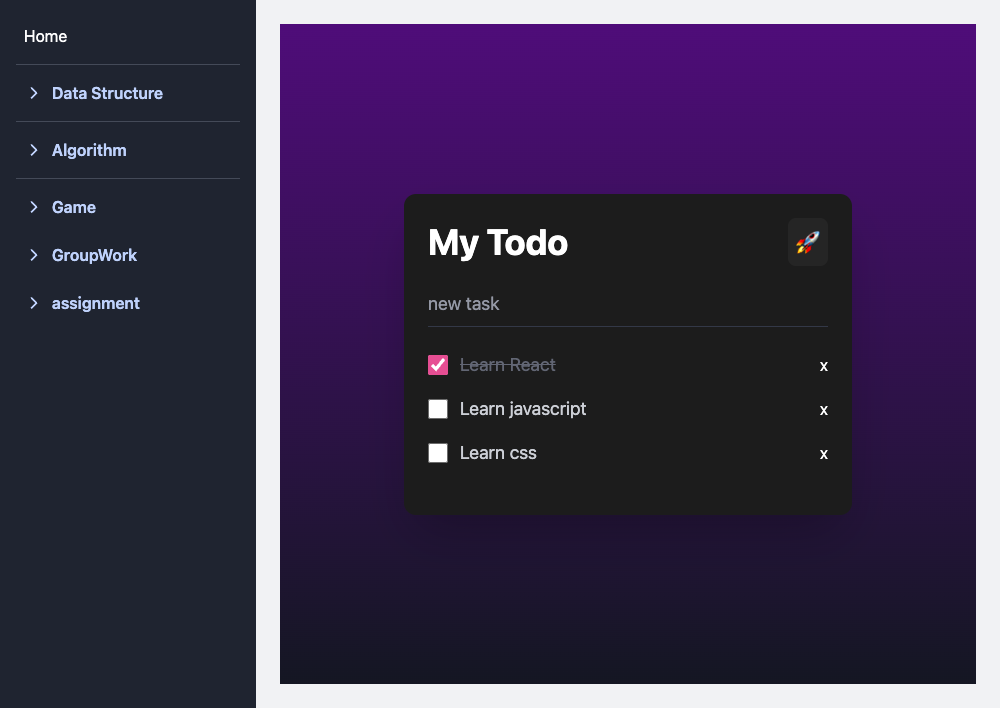 Home
Data Structure
Algorithm
Game
GroupWork
assignment
My Todo
new task
Learn React x
Learn javascript x
Learn css x